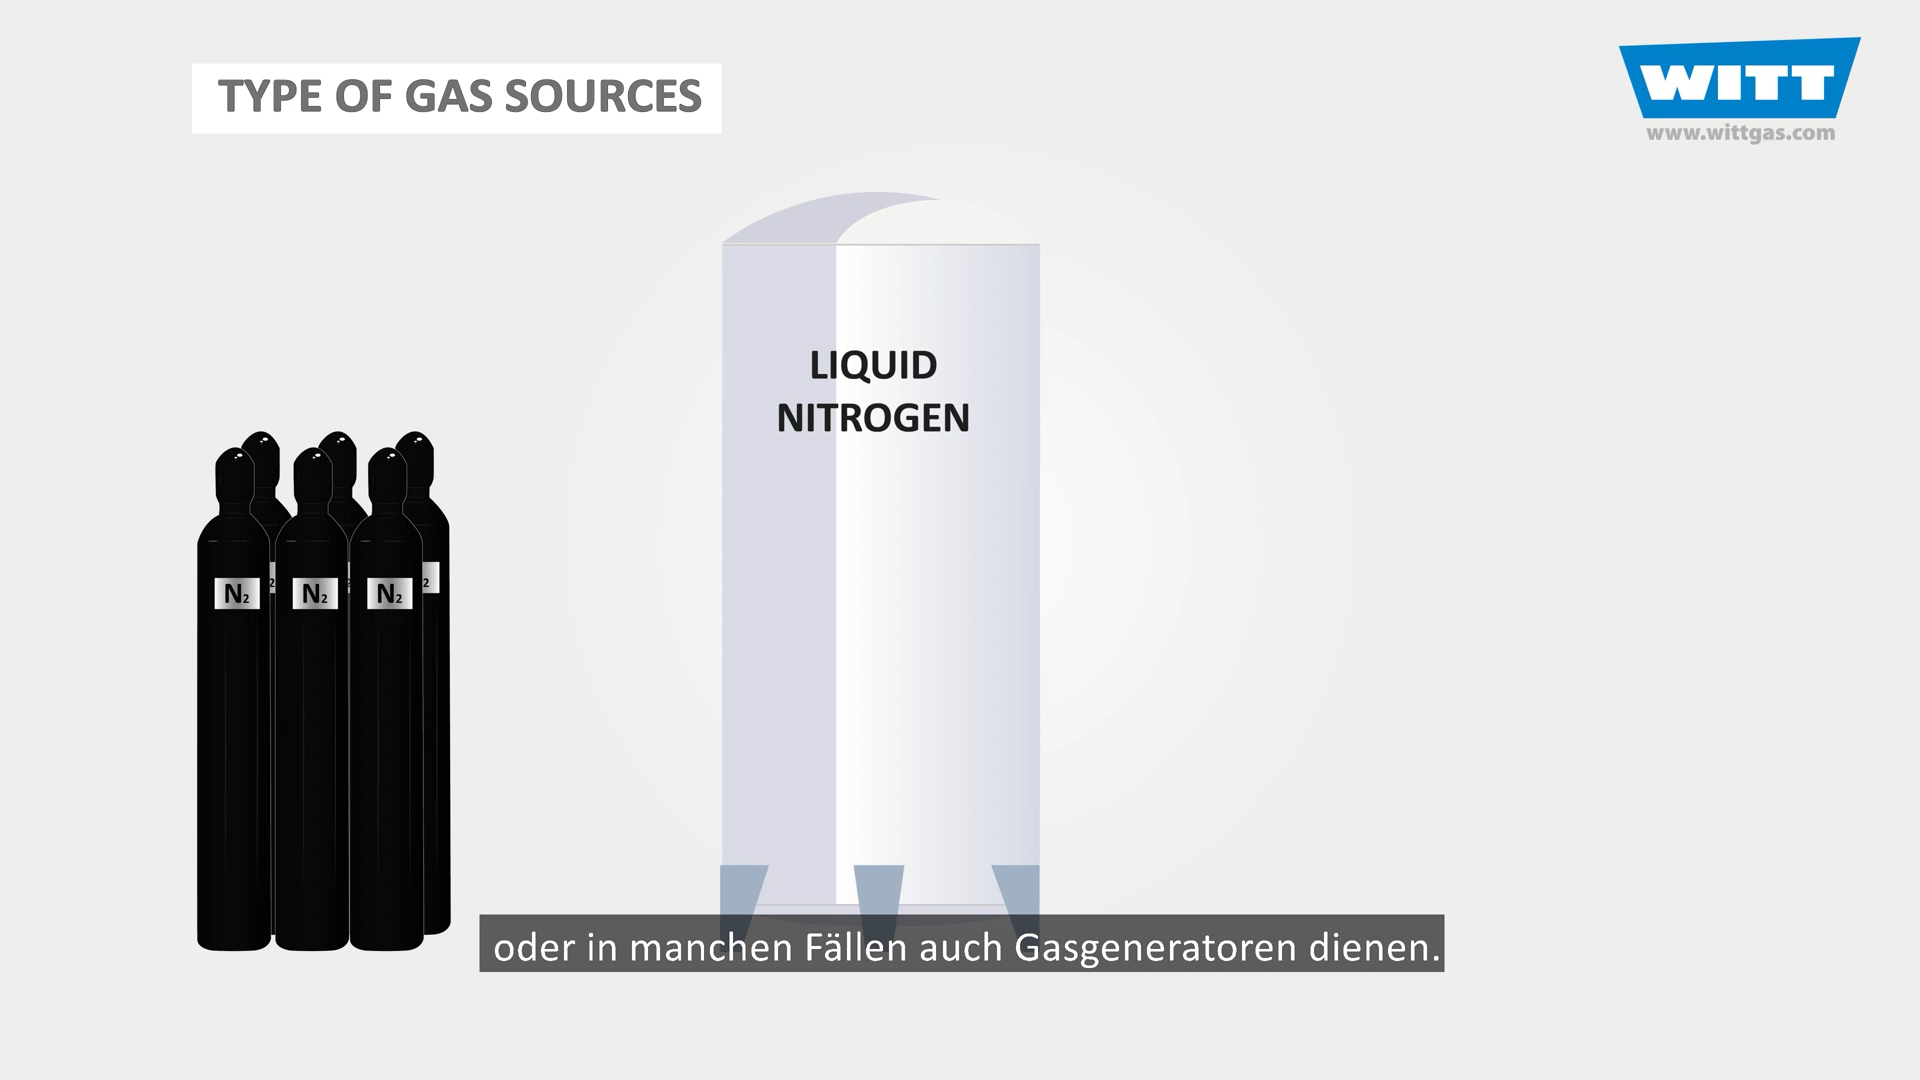 TYPE OF GAS SOURCES
WITT
www.wittgas.com
LIQUID
NITROGEN
N₂ N₂ N₂
oder in manchen Fällen auch Gasgeneratoren dienen.